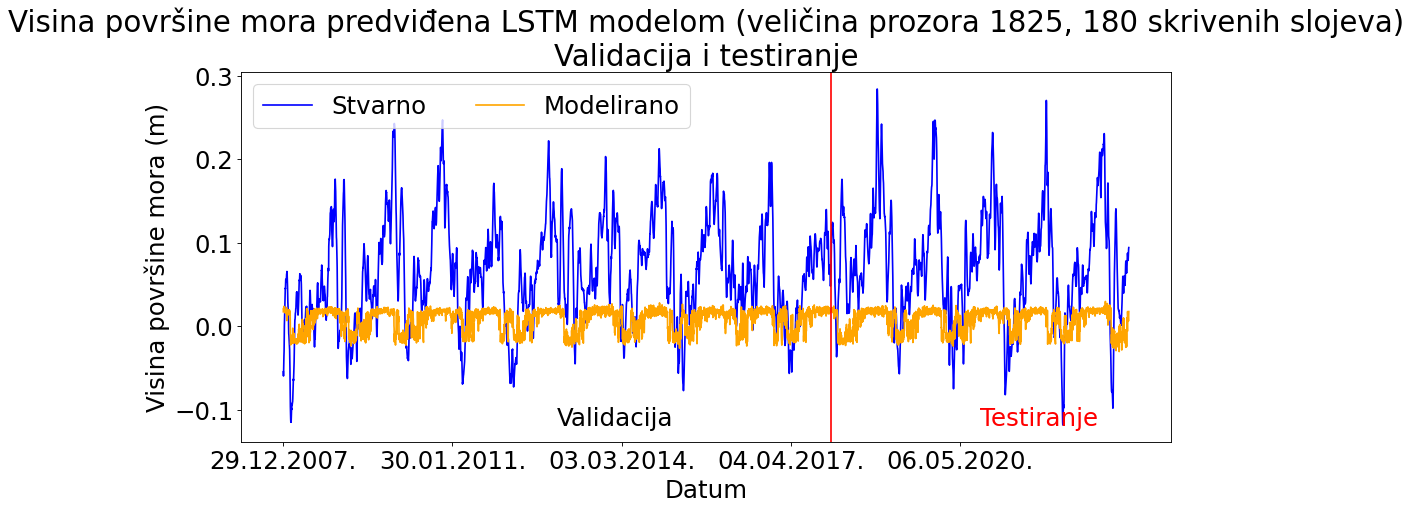 Visina površine mora predviđena LSTM modelom (veličina prozora 1825, 180 skrivenih slojeva)
Validacija i testiranje
Stvarno
Modelirano
Visina površine mora (m)
0.3
0.2
0.1
0.0
−0.1
Validacija
Testiranje
29.12.2007.
30.01.2011.
03.03.2014.
04.04.2017.
06.05.2020.
Datum